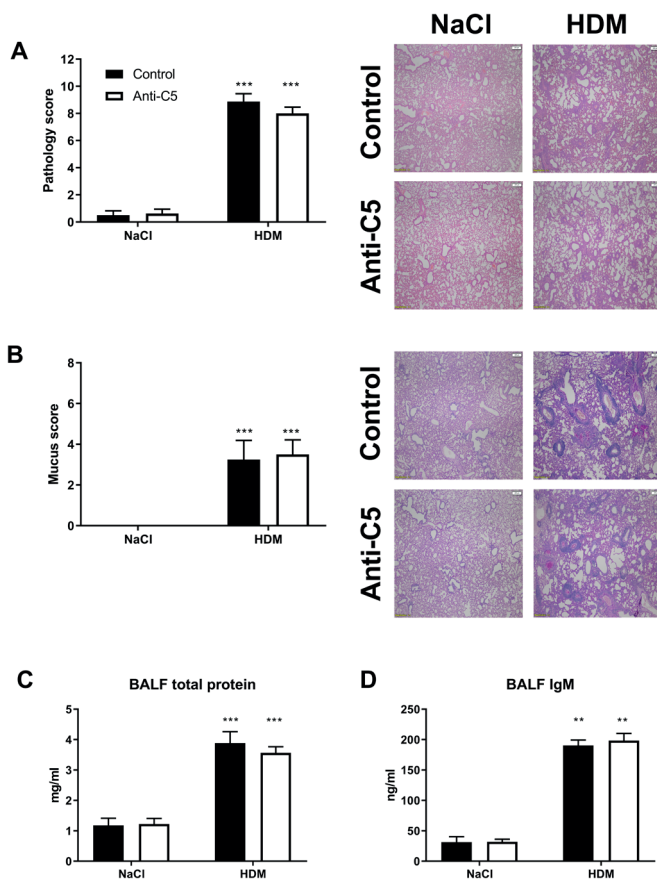 NaCl HDM
A
12
10
8
6
4
2
0
Pathology score
Control
Anti-C5
*** ***
NaCl HDM
Control
Anti-C5
B
8
6
4
2
0
Mucus score
*** ***
NaCl HDM
Control
Anti-C5
C
BALF total protein
5
4
3
2
1
0
mg/ml
*** ***
NaCl HDM
D
BALF IgM
250
200
150
100
50
0
ng/ml
** **
NaCl HDM